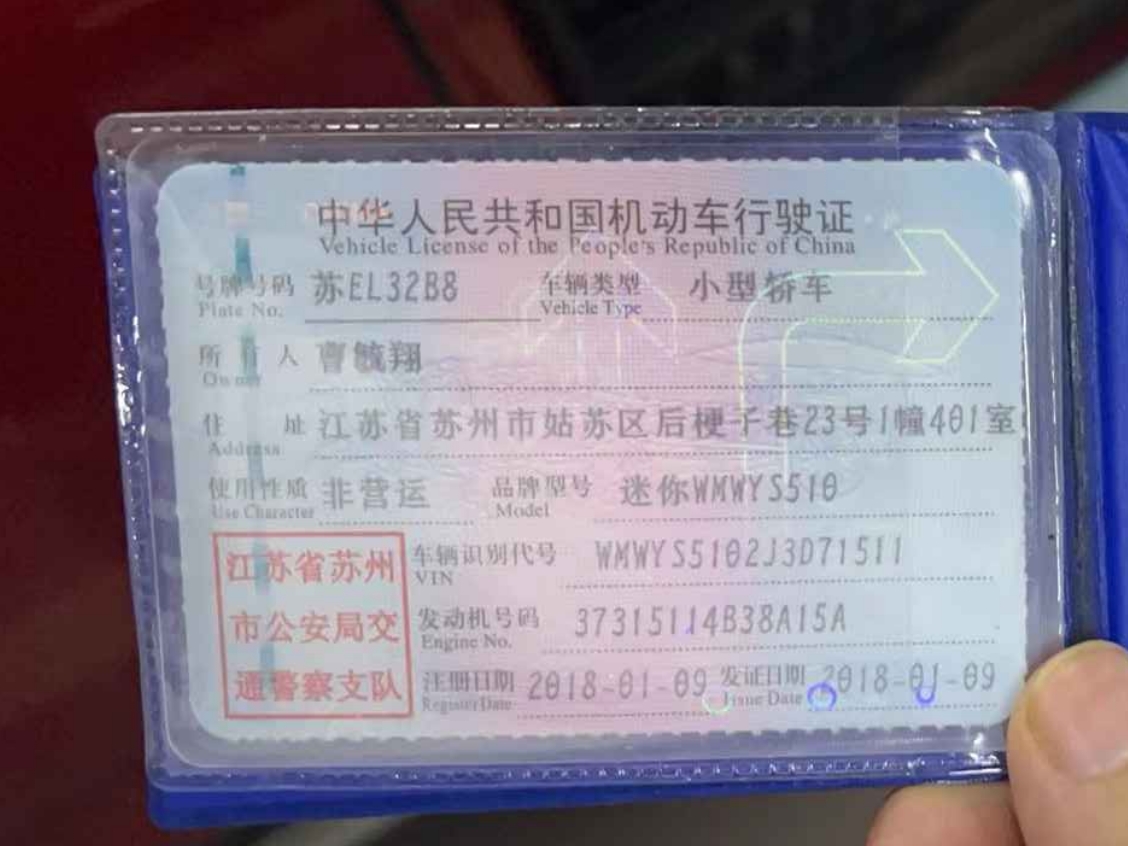 中华人民共和国机动车行驶证
Vehicle License of the People's Republic of China
号牌号码 苏EL32B8 车辆类型 小型轿车
Plate No. Vehicle Type
所有人 曹毓翔
Owner
住址 江苏省苏州市姑苏区后梗子巷23号1幢401室
Address
使用性质 非营运 品牌型号 迷你WMWYS510
Use Character Model
江苏省苏州 车辆识别代号 WMWYS5102J3D71511
VIN
市公安局交 发动机号码 37315114B38A15A
Engine No.
通警察支队 注册日期 2018-01-09 发证日期 2018-01-09
Register Date Issue Date